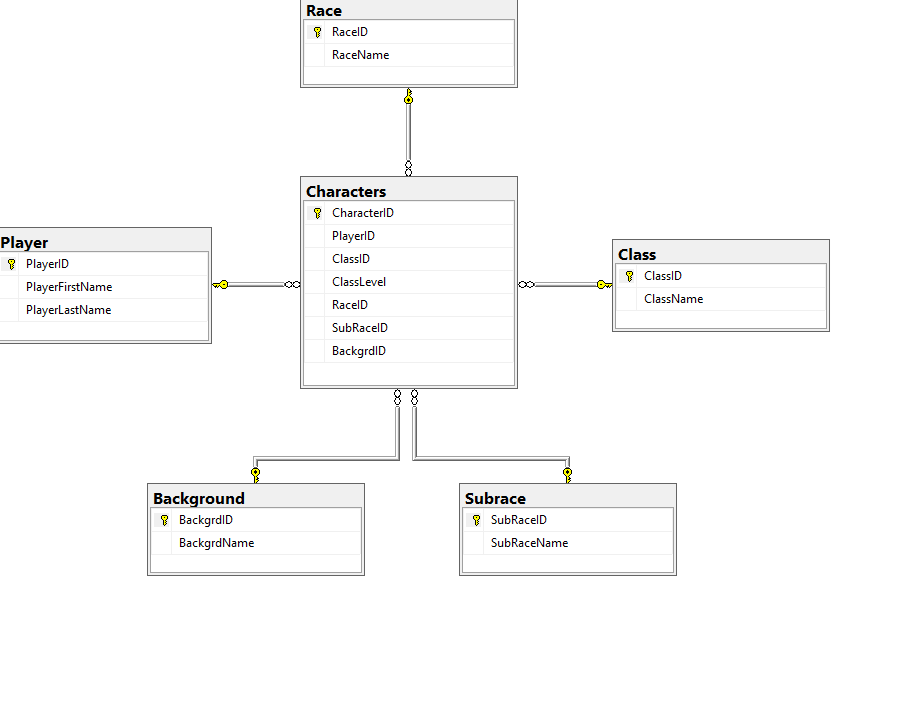 Race
RaceID
RaceName
Characters
CharacterID
PlayerID
ClassID
ClassLevel
RaceID
SubRaceID
BackgrdID
Player
PlayerID
PlayerFirstName
PlayerLastName
Class
ClassID
ClassName
Background
BackgrdID
BackgrdName
Subrace
SubRaceID
SubRaceName